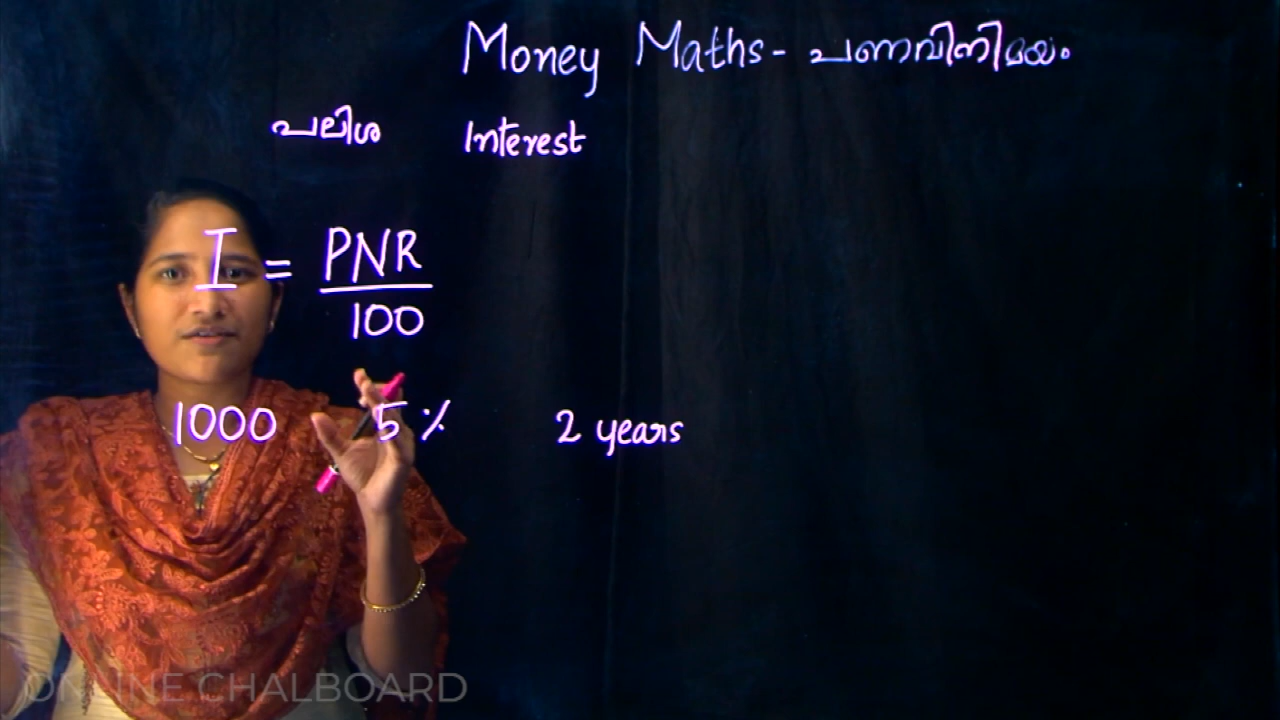 Money Maths - പണവിനിമയം
പലിശ Interest
I = PNR
100
1000 5 % 2 years
ONLINE CHALBOARD